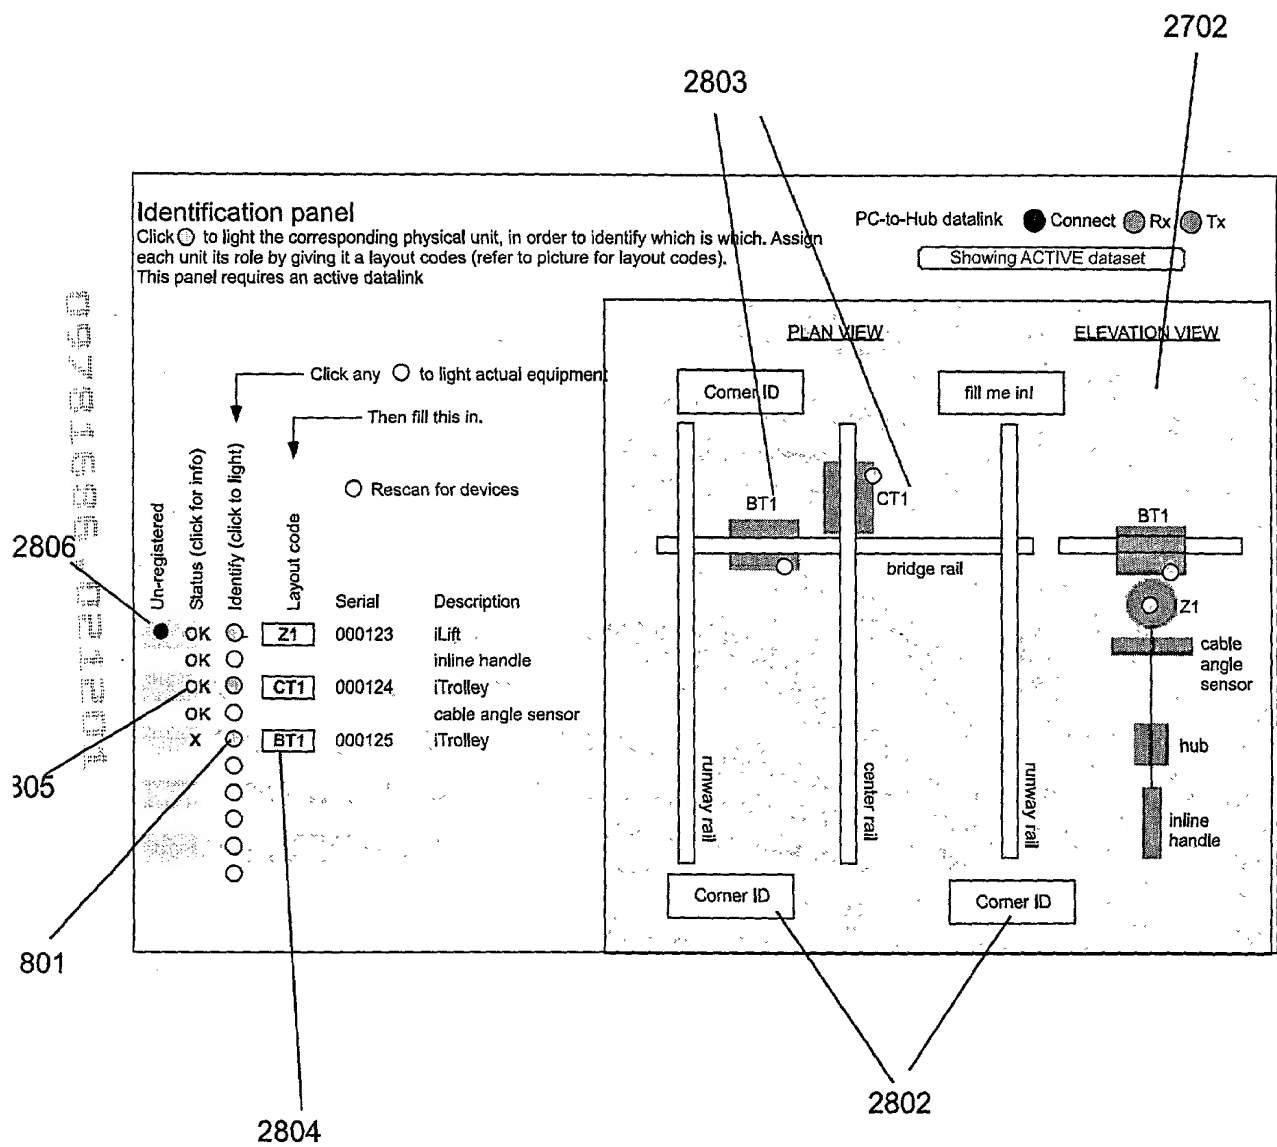 2702
2803
Identification panel
Click to light the corresponding physical unit, in order to identify which is which. Assign
each unit its role by giving it a layout codes (refer to picture for layout codes).
This panel requires an active datalink
PC-to-Hub datalink Connect Rx Tx
Showing ACTIVE dataset
PLAN VIEW
ELEVATION VIEW
Click any to light actual equipment
Then fill this in.
Rescan for devices
Corner ID
fill me in!
BT1
CT1
bridge rail
BT1
Z1
cable
angle
sensor
hub
inline
handle
runway rail
center rail
runway rail
Corner ID
Corner ID
Un-registered
Status (click for info)
Identify (click to light)
Layout code
Serial
Description
OK Z1 000123 iLift
OK inline handle
OK CT1 000124 iTrolley
OK cable angle sensor
X BT1 000125 iTrolley
2806
805
801
2804
2802
09781686.021201